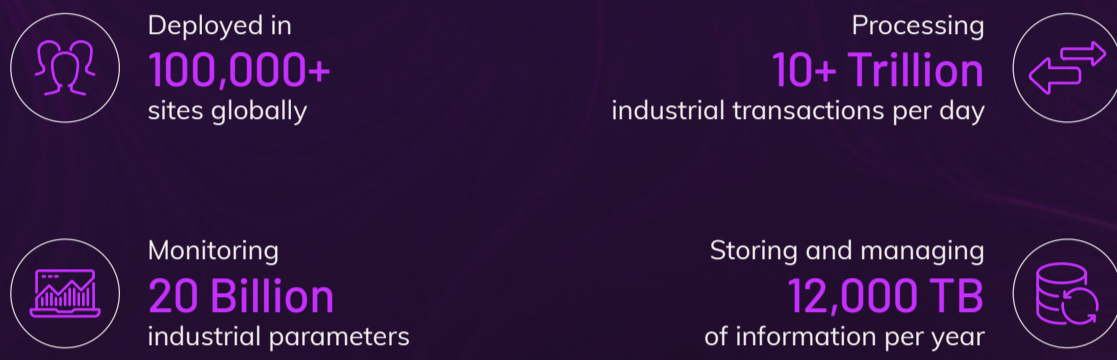 Deployed in
100,000+
sites globally
Processing
10+ Trillion
industrial transactions per day
Monitoring
20 Billion
industrial parameters
Storing and managing
12,000 TB
of information per year